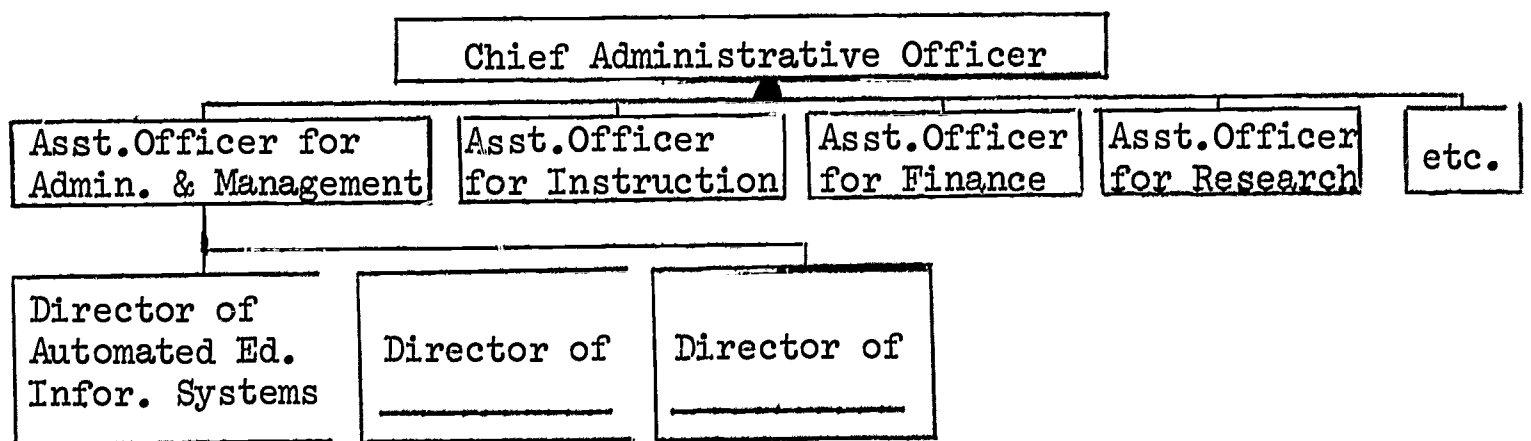 Chief Administrative Officer
Asst.Officer for
Admin. & Management
Asst.Officer
for Instruction
Asst.Officer
for Finance
Asst.Officer
for Research
etc.
Director of
Automated Ed.
Infor. Systems
Director of
Director of